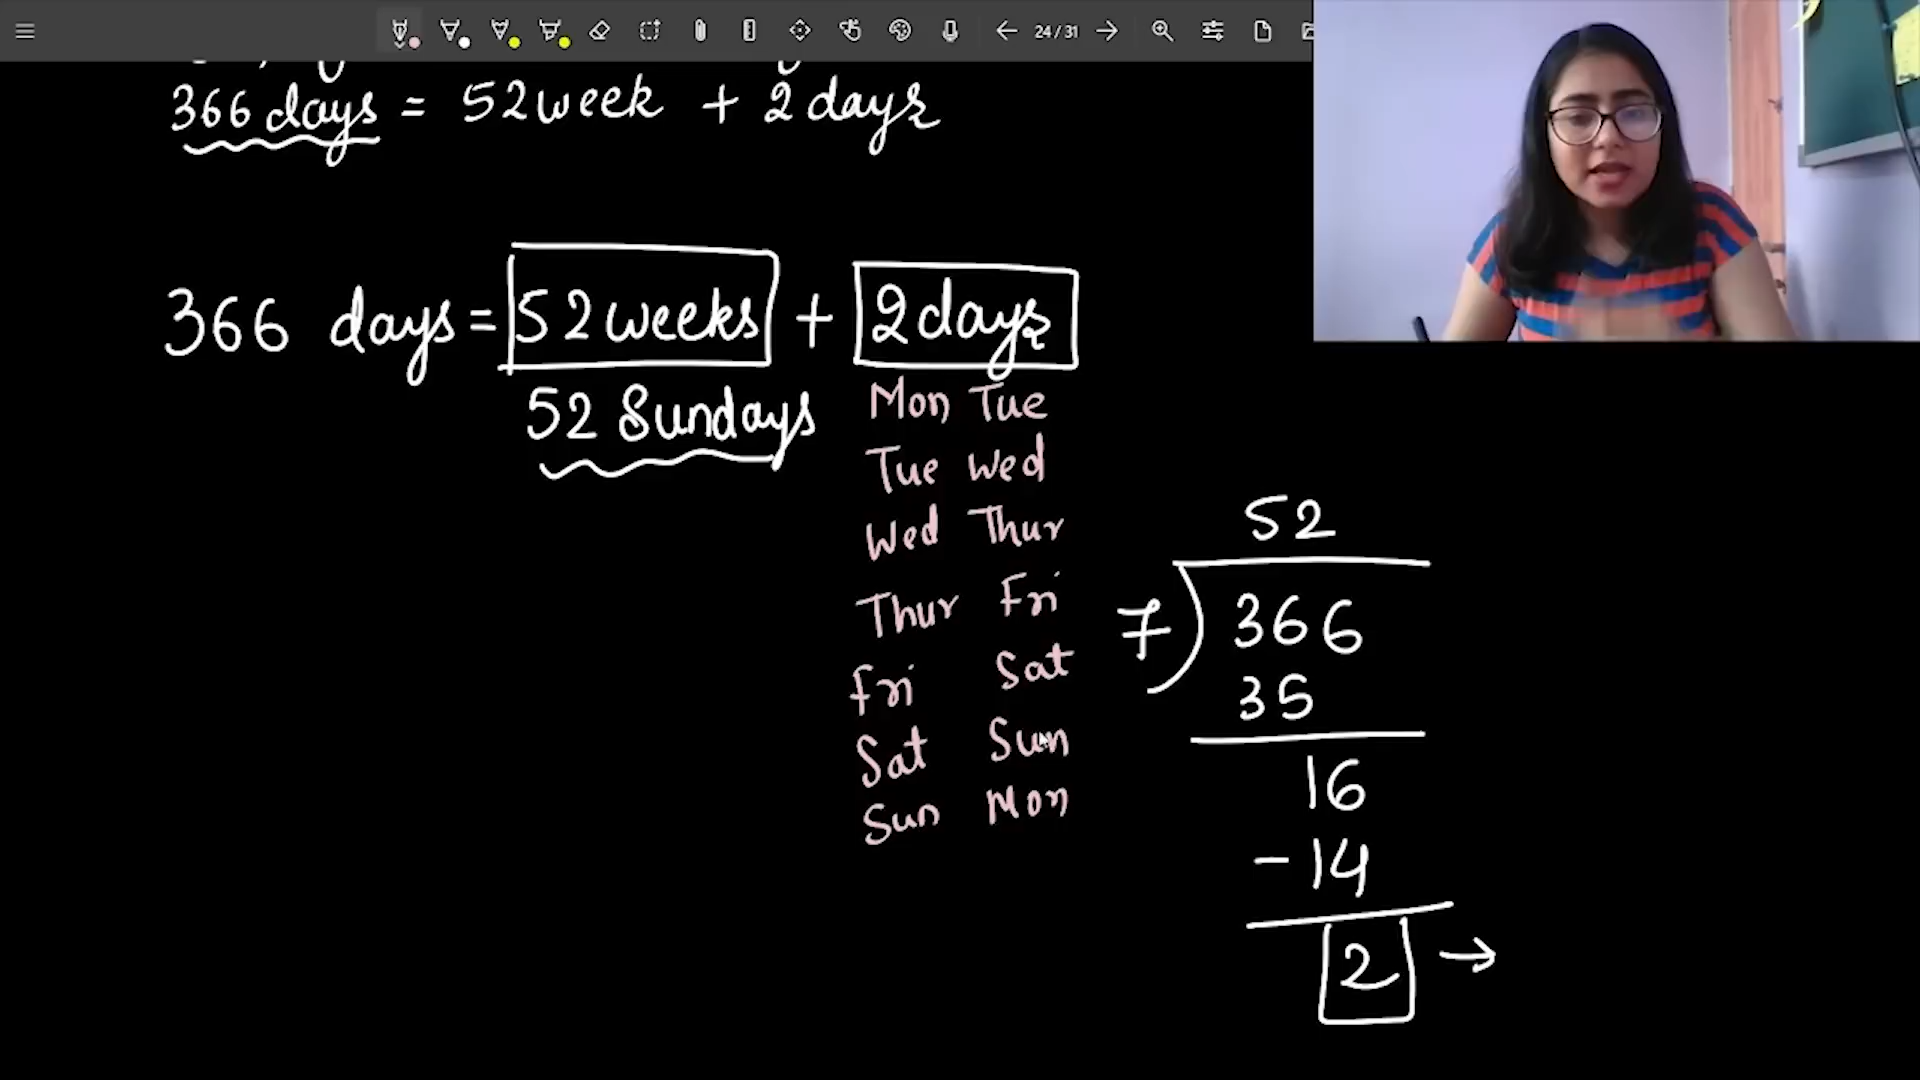 24/31
366 days = 52 week + 2 days
366 days = 52 weeks + 2 days
52 Sundays
Mon Tue
Tue Wed
Wed Thur
Thur Fri
Fri Sat
Sat Sun
Sun Mon
52
7 366
35
16
- 14
2 →